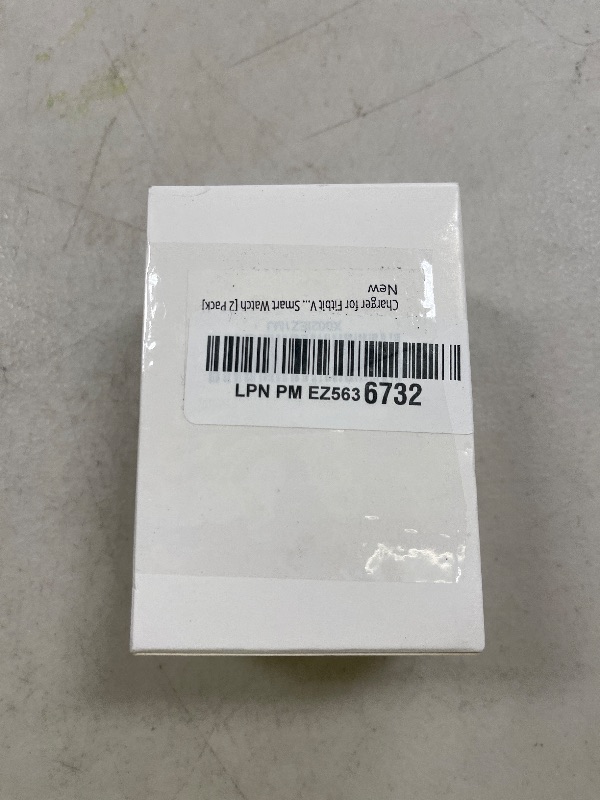 Charger for Fitbit V... Smart Watch [2 Pack]
New
LPN PM EZ563 6732